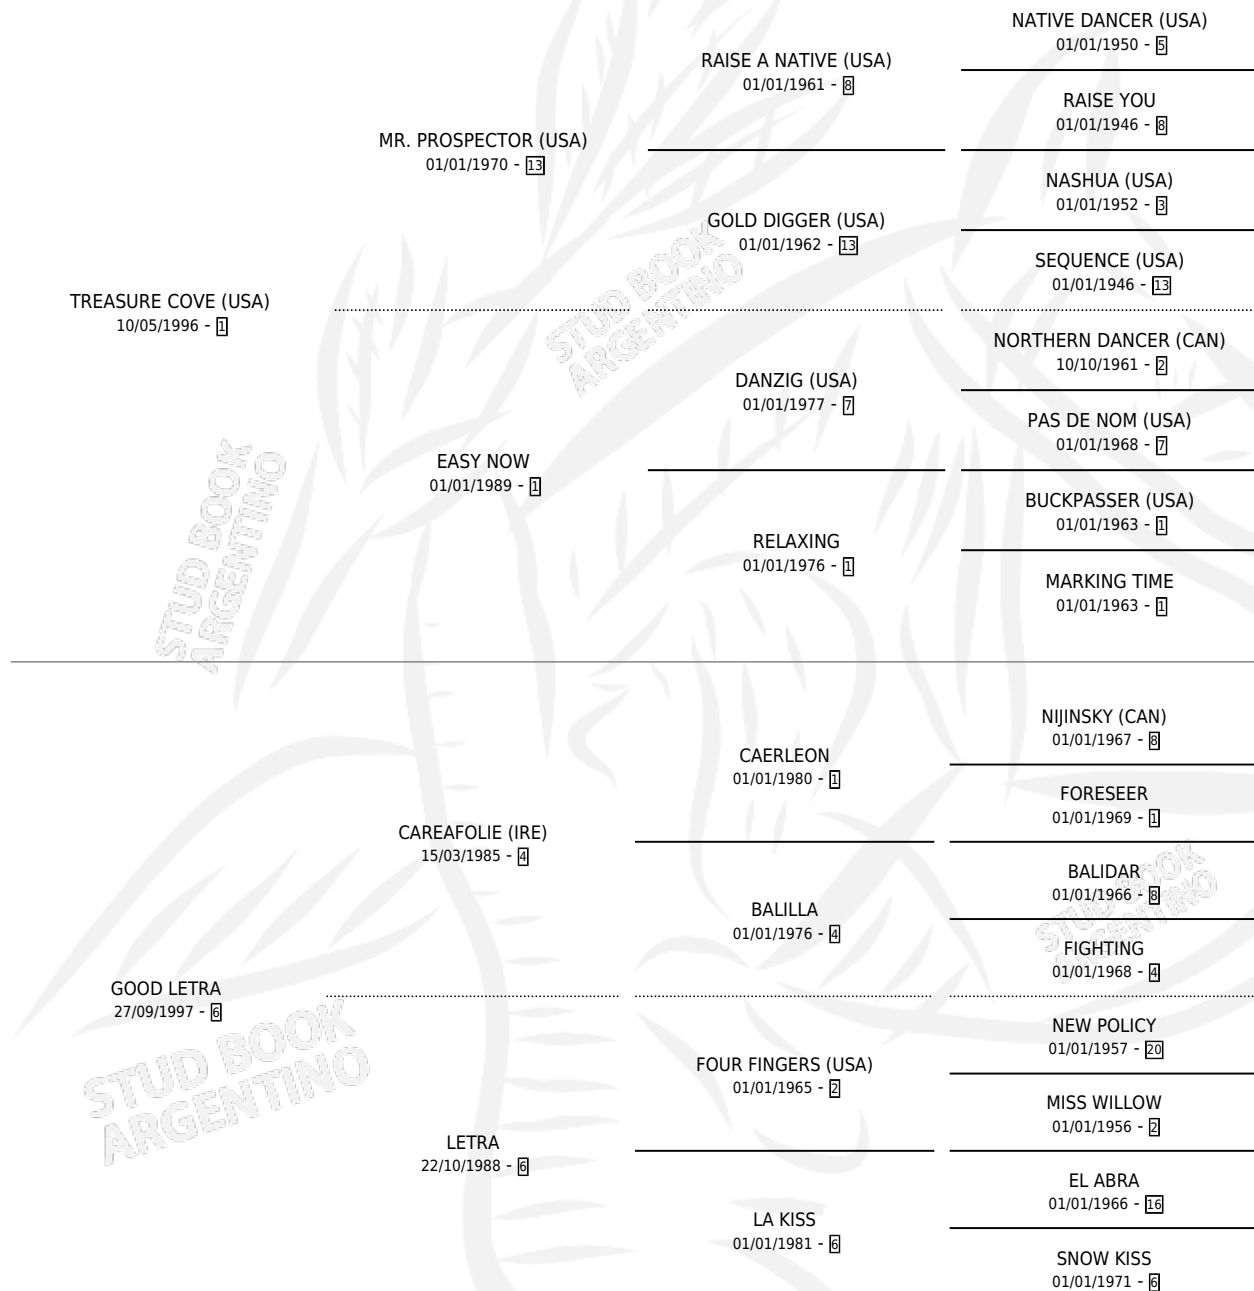 NATIVE DANCER (USA)
01/01/1950 - 5
RAISE A NATIVE (USA)
01/01/1961 - 8
RAISE YOU
01/01/1946 - 8
MR. PROSPECTOR (USA)
01/01/1970 - 13
NASHUA (USA)
01/01/1952 - 3
GOLD DIGGER (USA)
01/01/1962 - 13
SEQUENCE (USA)
01/01/1946 - 13
TREASURE COVE (USA)
10/05/1996 - 1
NORTHERN DANCER (CAN)
10/10/1961 - 2
DANZIG (USA)
01/01/1977 - 7
PAS DE NOM (USA)
01/01/1968 - 7
EASY NOW
01/01/1989 - 1
BUCKPASSER (USA)
01/01/1963 - 1
RELAXING
01/01/1976 - 1
MARKING TIME
01/01/1963 - 1
NIJINSKY (CAN)
01/01/1967 - 8
CAERLEON
01/01/1980 - 1
FORESEER
01/01/1969 - 1
CAREAFOLIE (IRE)
15/03/1985 - 4
BALIDAR
01/01/1966 - 8
BALILLA
01/01/1976 - 4
FIGHTING
01/01/1968 - 4
GOOD LETRA
27/09/1997 - 6
NEW POLICY
01/01/1957 - 20
FOUR FINGERS (USA)
01/01/1965 - 2
MISS WILLOW
01/01/1956 - 2
LETRA
22/10/1988 - 6
EL ABRA
01/01/1966 - 16
LA KISS
01/01/1981 - 6
SNOW KISS
01/01/1971 - 6
STUD BOOK
ARGENTINO
STUD BOOK
ARGENTINO
STUD BOOK
ARGENTINO
STUD BOOK
ARGENTINO